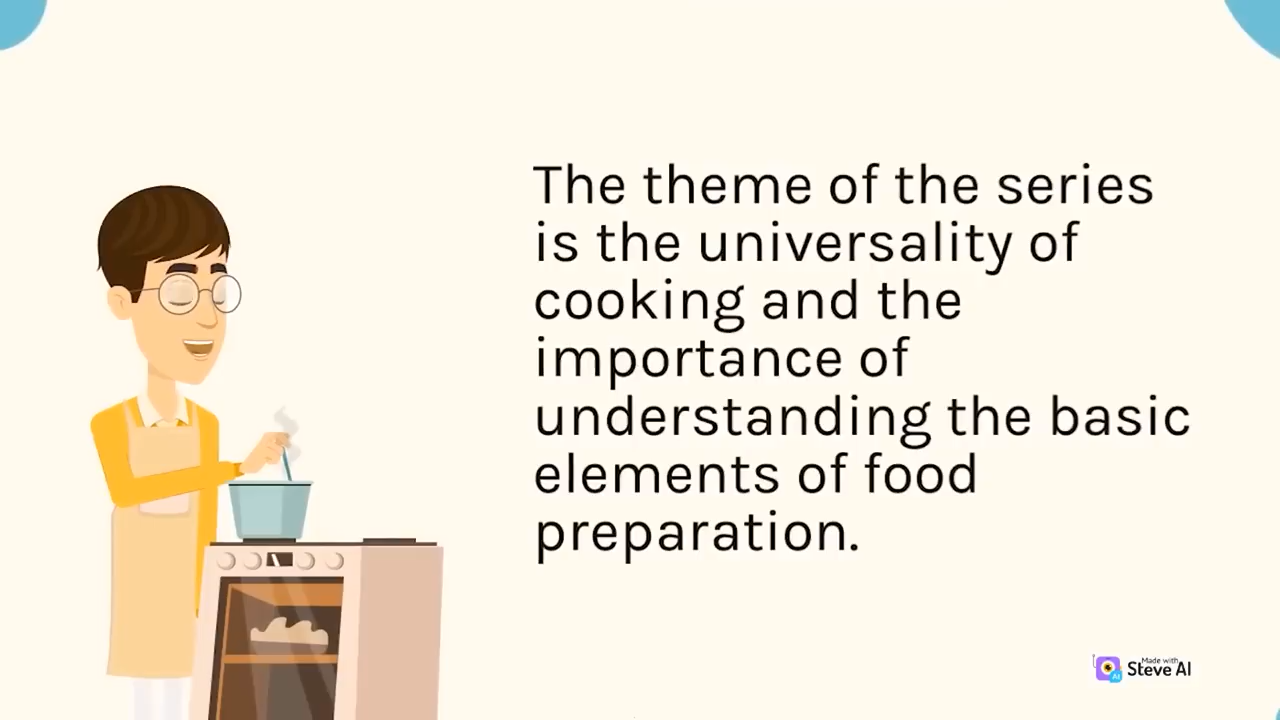 The theme of the series
is the universality of
cooking and the
importance of
understanding the basic
elements of food
preparation.
Made with
Steve AI
AI